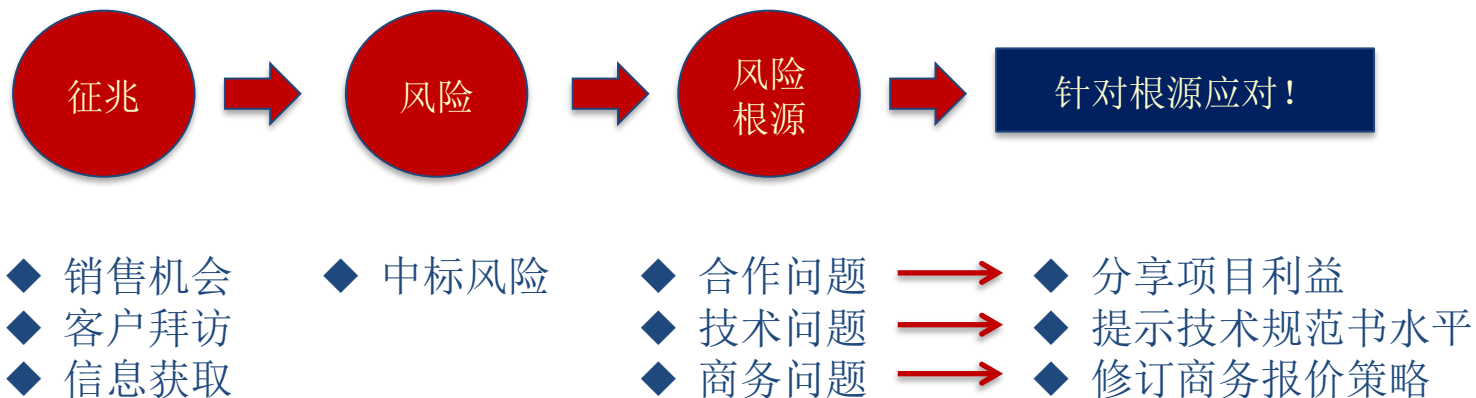 征兆
风险
风险
根源
针对根源应对！
销售机会
客户拜访
信息获取
中标风险
合作问题
技术问题
商务问题
分享项目利益
提示技术规范书水平
修订商务报价策略